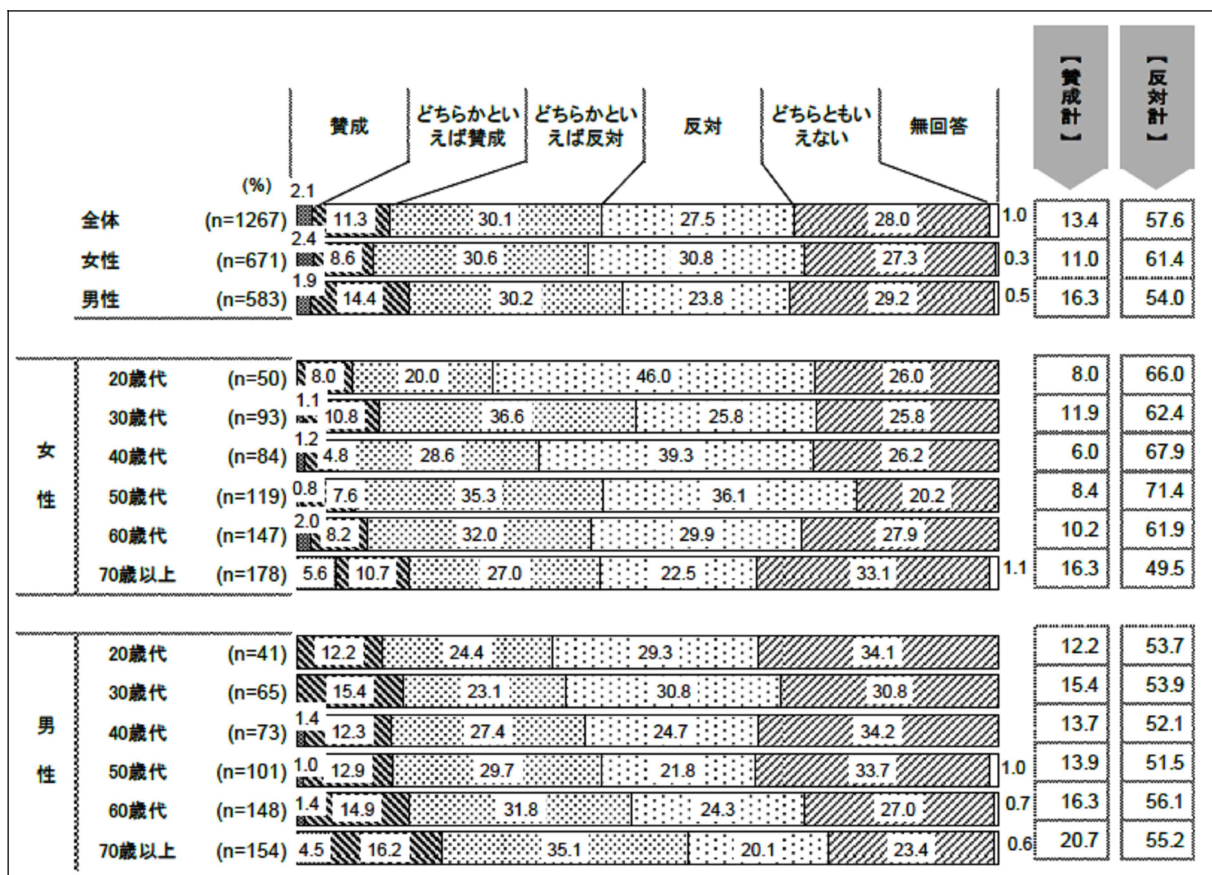 【賛成計】 【反対計】
賛成 どちらかといえば賛成 どちらかといえば反対 反対 どちらともいえない 無回答
(%)
全体 (n=1267) 2.1 11.3 30.1 27.5 28.0 1.0 13.4 57.6
女性 (n=671) 2.4 8.6 30.6 30.8 27.3 0.3 11.0 61.4
男性 (n=583) 1.9 14.4 30.2 23.8 29.2 0.5 16.3 54.0
女性
20歳代 (n=50) 8.0 20.0 46.0 26.0 8.0 66.0
30歳代 (n=93) 1.1 10.8 36.6 25.8 25.8 11.9 62.4
40歳代 (n=84) 1.2 4.8 28.6 39.3 26.2 6.0 67.9
50歳代 (n=119) 0.8 7.6 35.3 36.1 20.2 8.4 71.4
60歳代 (n=147) 2.0 8.2 32.0 29.9 27.9 10.2 61.9
70歳以上 (n=178) 5.6 10.7 27.0 22.5 33.1 1.1 16.3 49.5
男性
20歳代 (n=41) 12.2 24.4 29.3 34.1 12.2 53.7
30歳代 (n=65) 15.4 23.1 30.8 30.8 15.4 53.9
40歳代 (n=73) 1.4 12.3 27.4 24.7 34.2 13.7 52.1
50歳代 (n=101) 1.0 12.9 29.7 21.8 33.7 1.0 13.9 51.5
60歳代 (n=148) 1.4 14.9 31.8 24.3 27.0 0.7 16.3 56.1
70歳以上 (n=154) 4.5 16.2 35.1 20.1 23.4 0.6 20.7 55.2